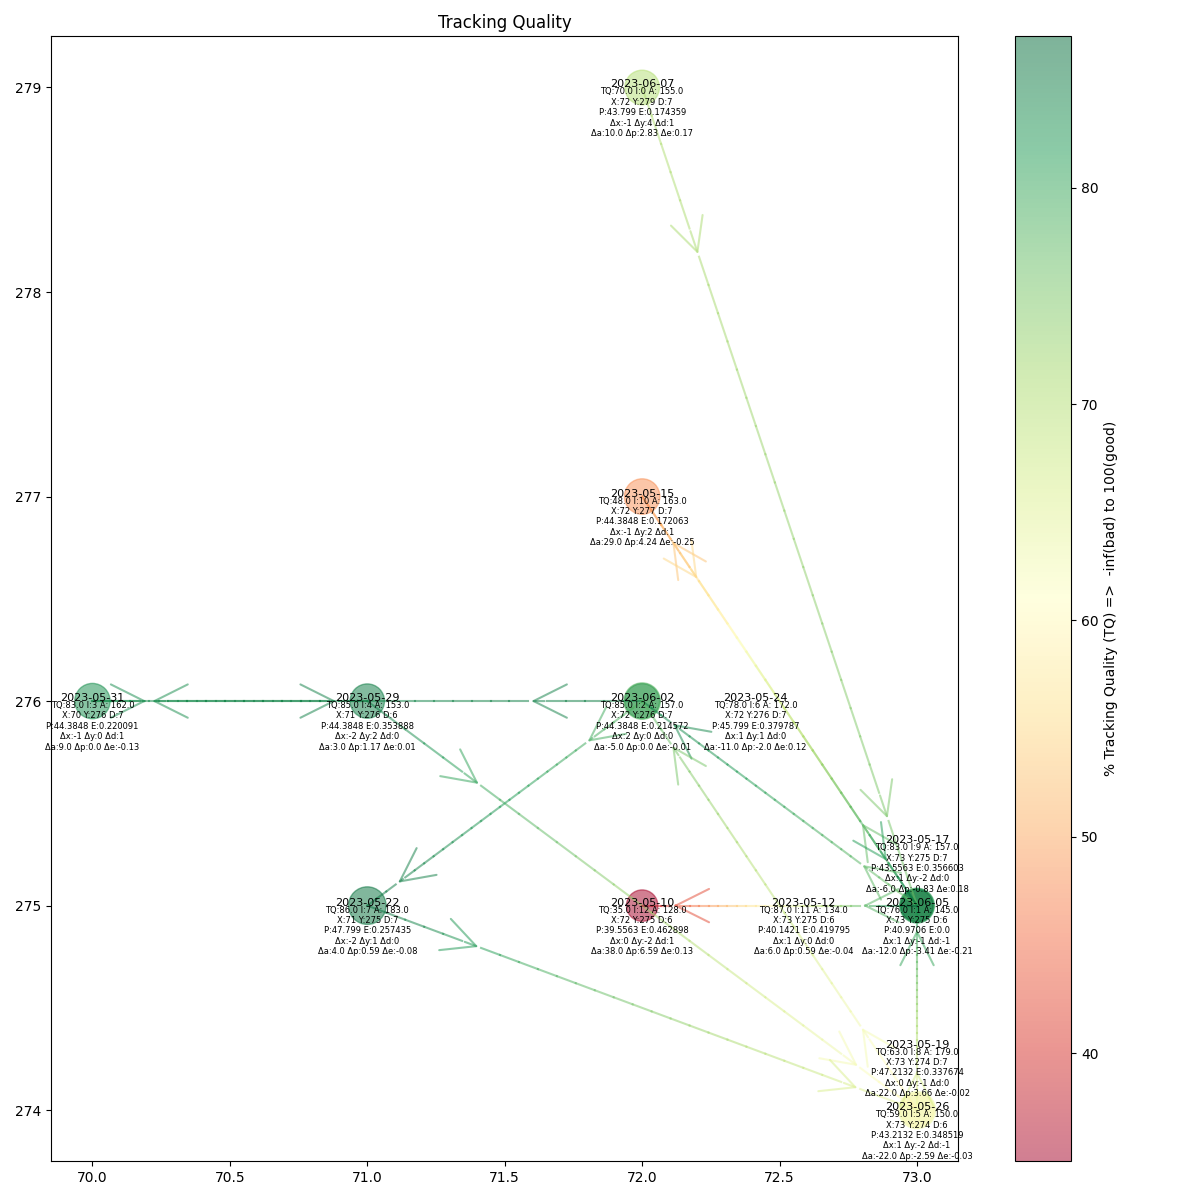 Tracking Quality
279
278
277
276
275
274
70.0
70.5
71.0
71.5
72.0
72.5
73.0
2023-06-07
TQ:70.0 I:0 A: 155.0
X:72 Y:279 D:7
P:43.799 E:0.174359
Δx:-1 Δy:4 Δd:1
Δa:10.0 Δp:2.83 Δe:0.17
2023-05-15
TQ:48.0 I:10 A: 163.0
X:72 Y:277 D:7
P:44.3848 E:0.172063
Δx:-1 Δy:2 Δd:1
Δa:29.0 Δp:4.24 Δe:-0.25
2023-05-31
TQ:83.0 I:3 A: 162.0
X:70 Y:276 D:7
P:44.3848 E:0.220091
Δx:-1 Δy:0 Δd:1
Δa:9.0 Δp:0.0 Δe:-0.13
2023-05-29
TQ:85.0 I:4 A: 153.0
X:71 Y:276 D:6
P:44.3848 E:0.353888
Δx:-2 Δy:2 Δd:0
Δa:3.0 Δp:1.17 Δe:0.01
2023-06-02
TQ:85.0 I:2 A: 157.0
X:72 Y:276 D:7
P:44.3848 E:0.214572
Δx:2 Δy:0 Δd:0
Δa:-5.0 Δp:0.0 Δe:-0.01
2023-05-24
TQ:78.0 I:6 A: 172.0
X:72 Y:276 D:7
P:45.799 E:0.379787
Δx:1 Δy:1 Δd:0
Δa:-11.0 Δp:-2.0 Δe:0.12
2023-05-17
TQ:83.0 I:9 A: 157.0
X:73 Y:275 D:7
P:43.5563 E:0.356603
Δx:1 Δy:-2 Δd:0
Δa:-6.0 Δp:-0.83 Δe:0.18
2023-05-22
TQ:86.0 I:7 A: 183.0
X:71 Y:275 D:7
P:47.799 E:0.257435
Δx:-2 Δy:1 Δd:0
Δa:4.0 Δp:0.59 Δe:-0.08
2023-05-10
TQ:35.0 I:12 A: 128.0
X:72 Y:275 D:6
P:39.5563 E:0.462898
Δx:0 Δy:-2 Δd:1
Δa:38.0 Δp:6.59 Δe:0.13
2023-05-12
TQ:87.0 I:11 A: 134.0
X:73 Y:275 D:6
P:40.1421 E:0.419795
Δx:1 Δy:0 Δd:0
Δa:6.0 Δp:0.59 Δe:-0.04
2023-06-05
TQ:76.0 I:1 A: 145.0
X:73 Y:275 D:6
P:40.9706 E:0.0
Δx:1 Δy:-1 Δd:-1
Δa:-12.0 Δp:-3.41 Δe:-0.21
2023-05-19
TQ:63.0 I:8 A: 179.0
X:73 Y:274 D:7
P:47.2132 E:0.337674
Δx:0 Δy:-1 Δd:0
Δa:22.0 Δp:3.66 Δe:-0.02
2023-05-26
TQ:59.0 I:5 A: 150.0
X:73 Y:274 D:6
P:43.2132 E:0.348519
Δx:1 Δy:-2 Δd:-1
Δa:-22.0 Δp:-2.59 Δe:-0.03
80
70
60
50
40
% Tracking Quality (TQ) => -inf(bad) to 100(good)